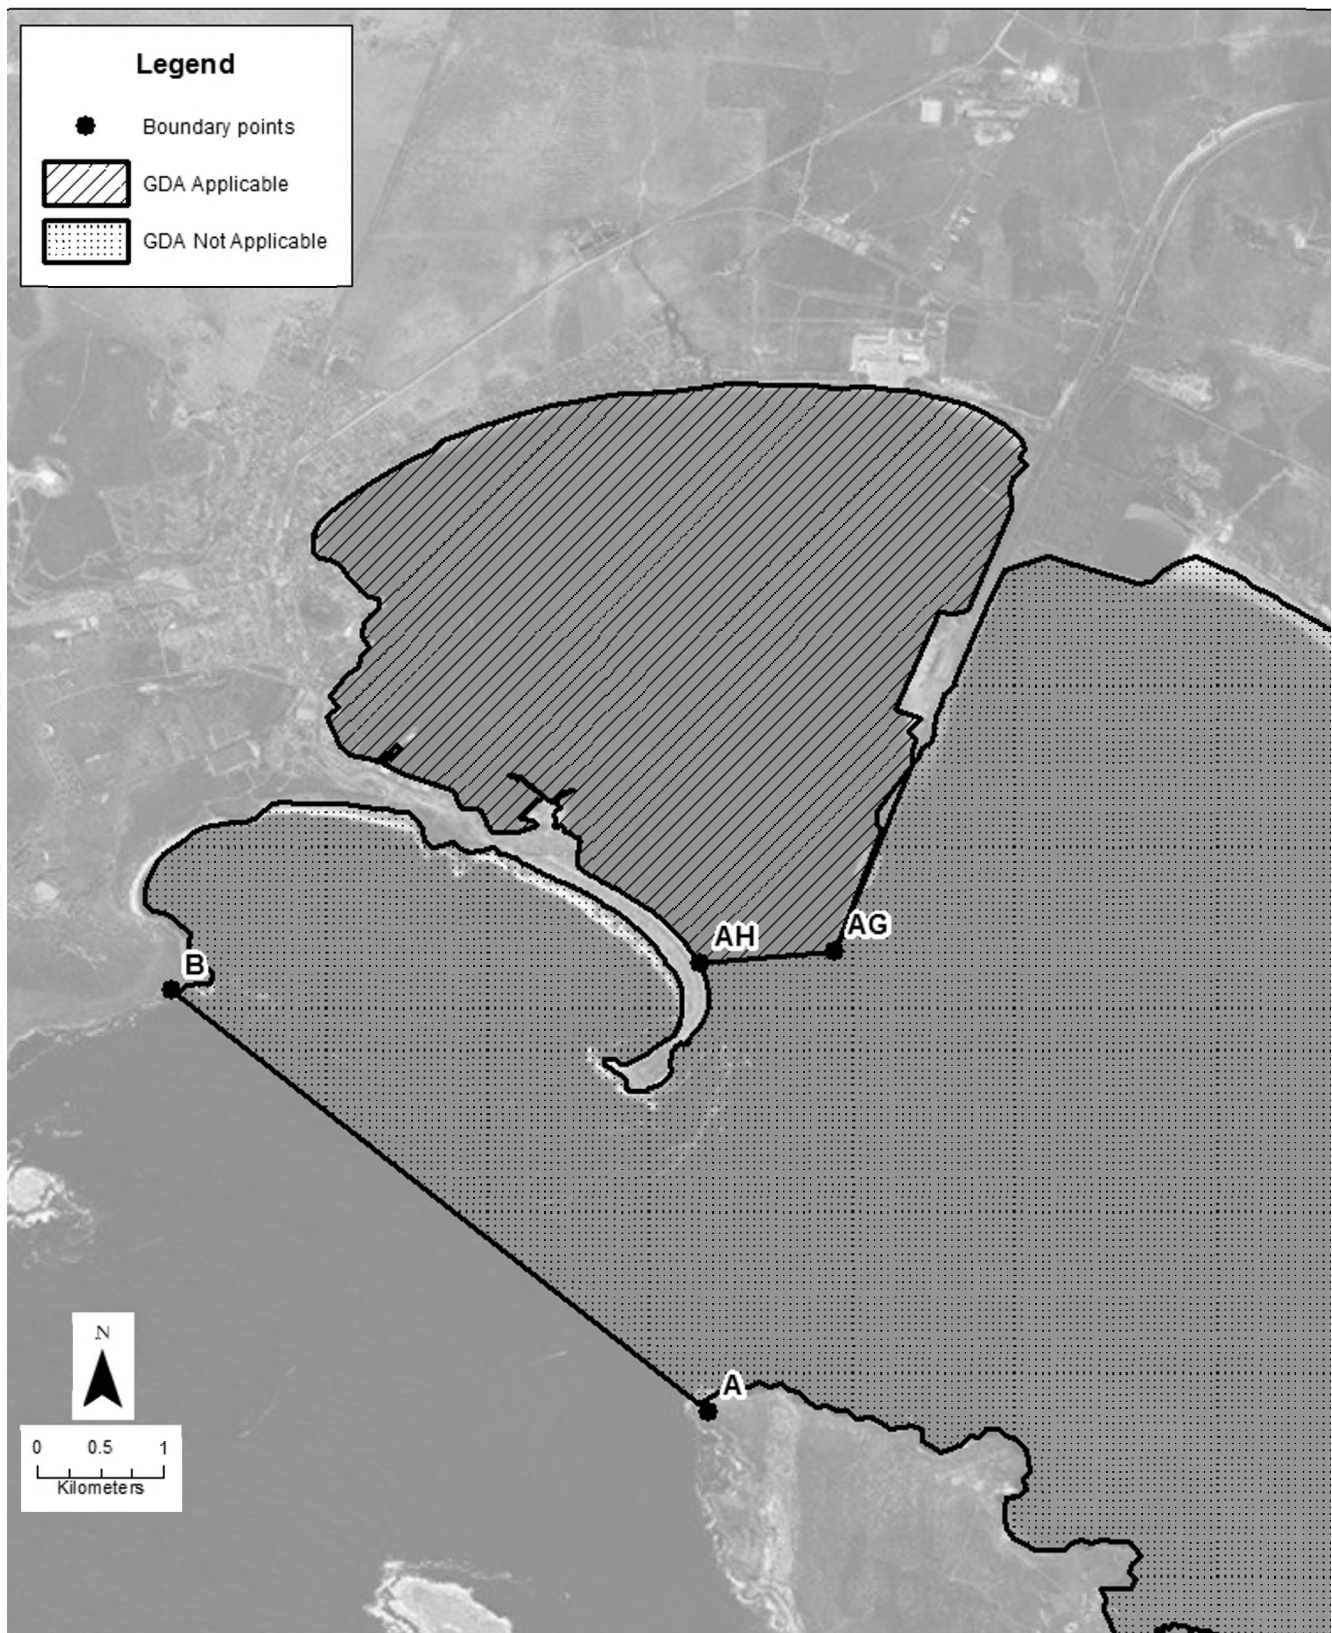 Legend
Boundary points
GDA Applicable
GDA Not Applicable
AH
AG
B
A
N
0 0.5 1
Kilometers